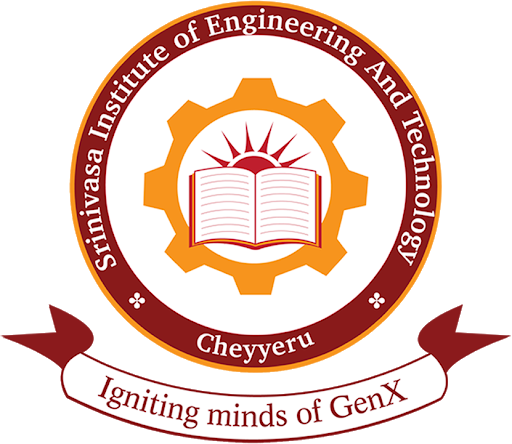 Srinivasa Institute of Engineering And Technology
Cheyyeru
Igniting minds of GenX